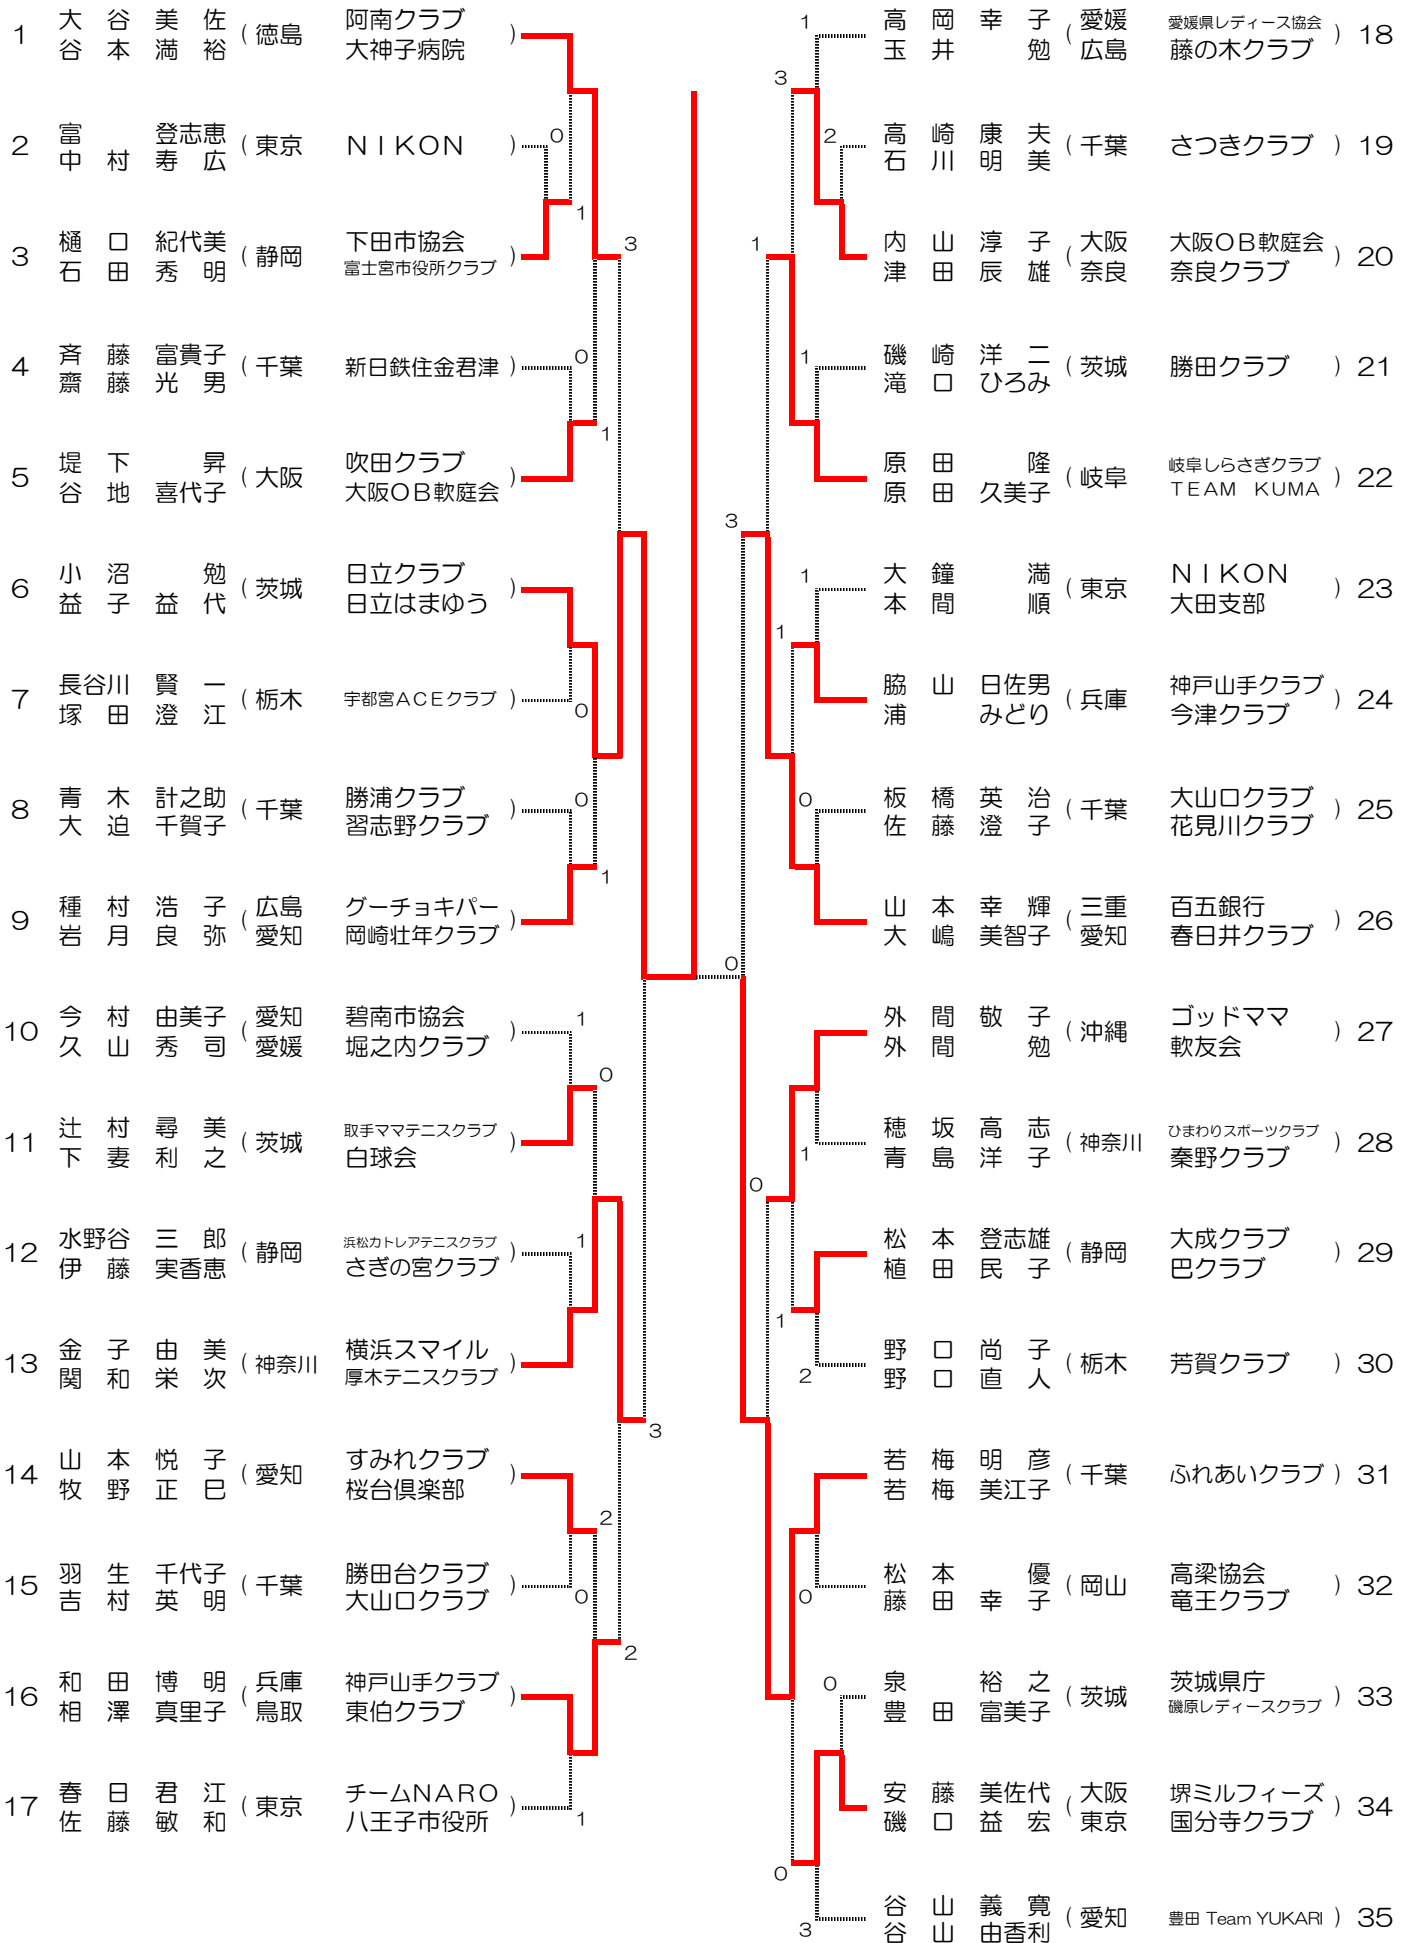 1 大谷美佐 谷本満裕 (徳島 阿南クラブ 大神子病院)
2 富登志恵 中村寿広 (東京 NIKON)
0
3 樋口紀代美 石田秀明 (静岡 下田市協会 富士宮市役所クラブ)
1
3
4 斉藤富貴子 齋藤光男 (千葉 新日鉄住金君津)
0
5 堤下昇 谷地喜代子 (大阪 吹田クラブ 大阪OB軟庭会)
1
6 小沼勉 益子益代 (茨城 日立クラブ 日立はまゆう)
7 長谷川賢一 塚田澄江 (栃木 宇都宮ACEクラブ)
0
8 青木計之助 大迫千賀子 (千葉 勝浦クラブ 習志野クラブ)
0
9 種村浩子 岩月良弥 (広島 愛知 グーチョキパー 岡崎壮年クラブ)
1
10 今村由美子 久山秀司 (愛知 愛媛 碧南市協会 堀之内クラブ)
1
0
11 辻村尋美 下妻利之 (茨城 取手ママテニスクラブ 白球会)
12 水野谷三郎 伊藤実香恵 (静岡 浜松カトレアテニスクラブ さぎの宮クラブ)
1
13 金子由美 関和栄次 (神奈川 横浜スマイル 厚木テニスクラブ)
3
14 山本悦子 牧野正巳 (愛知 すみれクラブ 桜台倶楽部)
2
15 羽生千代子 吉村英明 (千葉 勝田台クラブ 大山口クラブ)
0
2
16 和田博明 相澤真里子 (兵庫 鳥取 神戸山手クラブ 東伯クラブ)
17 春日君江 佐藤敏和 (東京 チームNARO 八王子市役所)
1
1
高岡幸子 玉井勉 (愛媛 広島 愛媛県レディース協会 藤の木クラブ) 18
3
2
高崎康夫 石川明美 (千葉 さつきクラブ) 19
1
内山淳子 津田辰雄 (大阪 奈良 大阪OB軟庭会 奈良クラブ) 20
1
磯崎洋二 滝口ひろみ (茨城 勝田クラブ) 21
原田隆 原田久美子 (岐阜 岐阜しらさぎクラブ TEAM KUMA) 22
3
1
大鐘満 本間順 (東京 NIKON 大田支部) 23
1
脇山日佐男 浦みどり (兵庫 神戸山手クラブ 今津クラブ) 24
0
板橋英治 佐藤澄子 (千葉 大山口クラブ 花見川クラブ) 25
山本幸輝 大嶋美智子 (三重 愛知 百五銀行 春日井クラブ) 26
0
外間敬子 外間勉 (沖縄 ゴッドママ 軟友会) 27
1
穂坂高志 青島洋子 (神奈川 ひまわりスポーツクラブ 秦野クラブ) 28
0
松本登志雄 植田民子 (静岡 大成クラブ 巴クラブ) 29
1
2
野口尚子 野口直人 (栃木 芳賀クラブ) 30
若梅明彦 若梅美江子 (千葉 ふれあいクラブ) 31
0
松本優 藤田幸子 (岡山 高梁協会 竜王クラブ) 32
0
泉裕之 豊田富美子 (茨城 茨城県庁 磯原レディースクラブ) 33
安藤美佐代 磯口益宏 (大阪 東京 堺ミルフィーズ 国分寺クラブ) 34
0
3
谷山義寛 谷山由香利 (愛知 豊田 Team YUKARI) 35